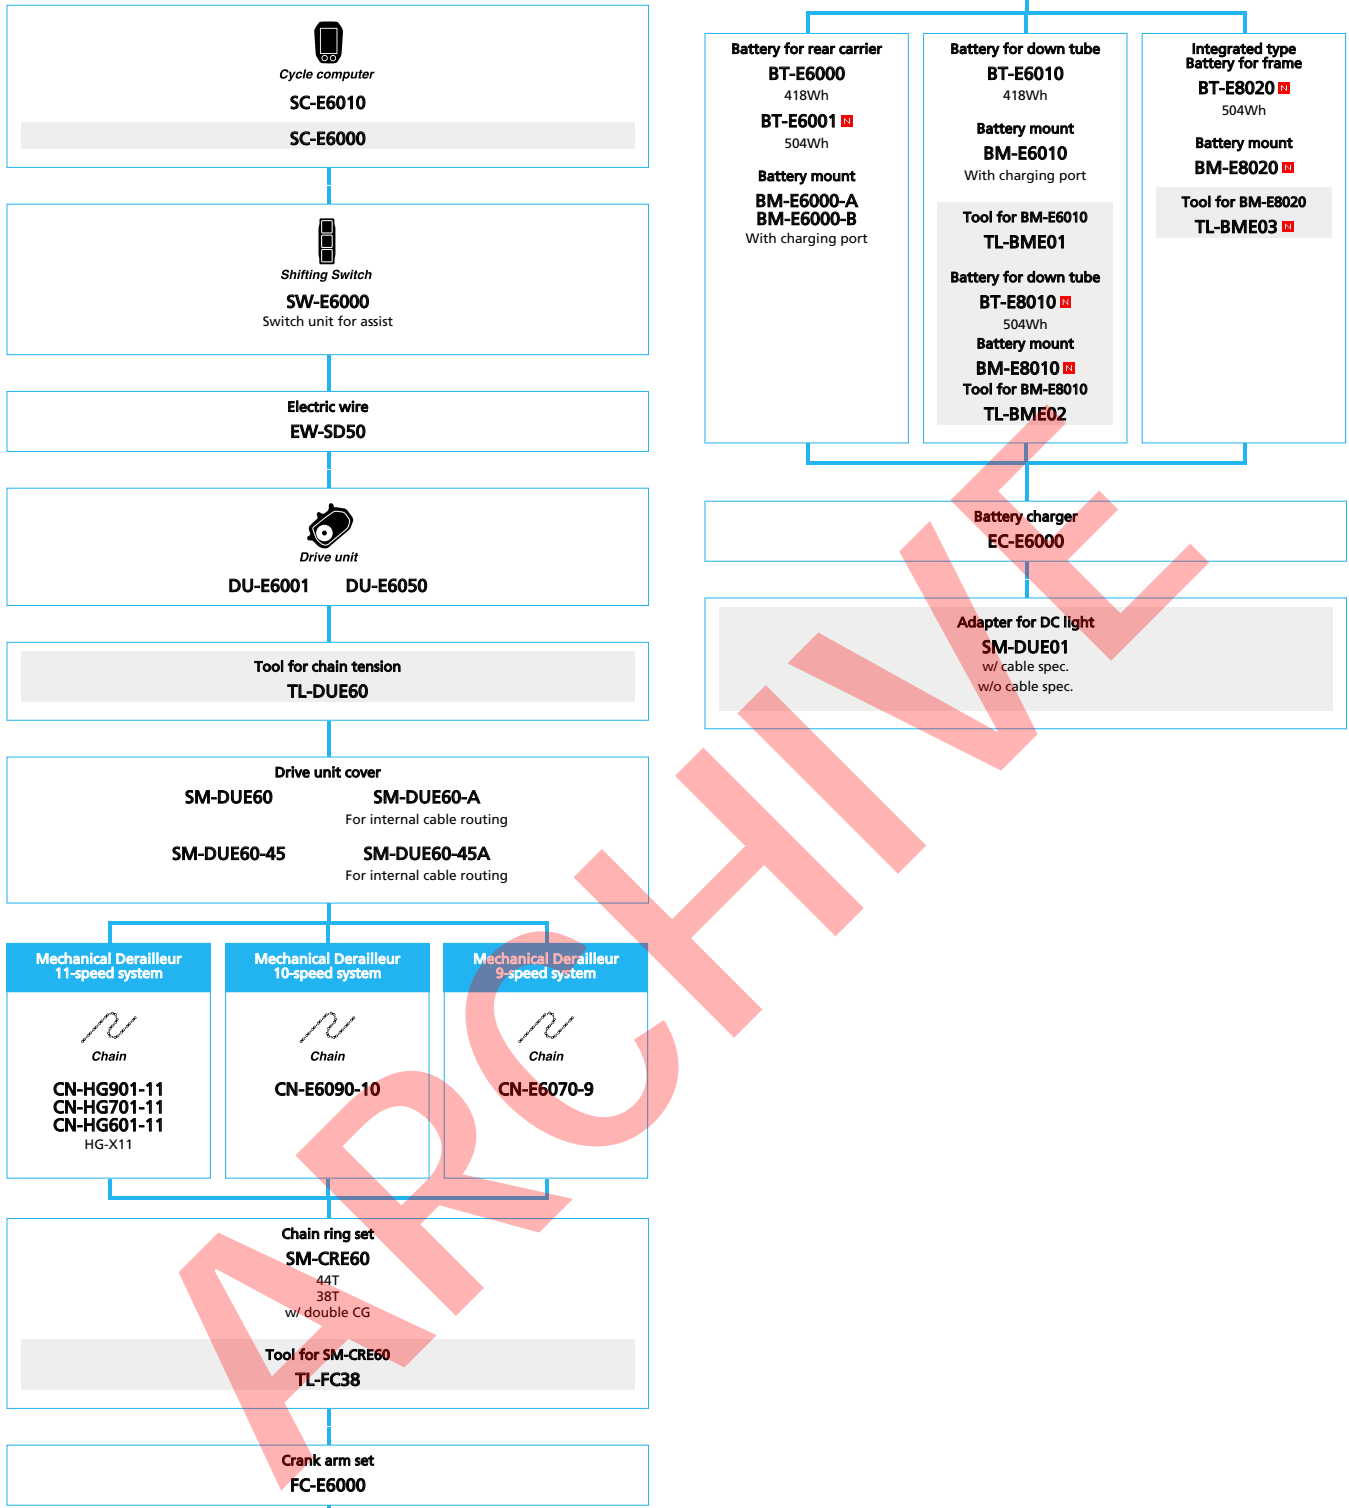 Cycle computer
SC-E6010
SC-E6000
Shifting Switch
SW-E6000
Switch unit for assist
Electric wire
EW-SD50
Drive unit
DU-E6001 DU-E6050
Tool for chain tension
TL-DUE60
Drive unit cover
SM-DUE60 SM-DUE60-A
For internal cable routing
SM-DUE60-45 SM-DUE60-45A
For internal cable routing
Mechanical Derailleur
11-speed system
Chain
CN-HG901-11
CN-HG701-11
CN-HG601-11
HG-X11
Mechanical Derailleur
10-speed system
Chain
CN-E6090-10
Mechanical Derailleur
9-speed system
Chain
CN-E6070-9
Chain ring set
SM-CRE60
44T
38T
w/ double CG
Tool for SM-CRE60
TL-FC38
Crank arm set
FC-E6000
Battery for rear carrier
BT-E6000
418Wh
BT-E6001 N
504Wh
Battery mount
BM-E6000-A
BM-E6000-B
With charging port
Battery for down tube
BT-E6010
418Wh
Battery mount
BM-E6010
With charging port
Tool for BM-E6010
TL-BME01
Battery for down tube
BT-E8010 N
504Wh
Battery mount
BM-E8010 N
Tool for BM-E8010
TL-BME02
Integrated type
Battery for frame
BT-E8020 N
504Wh
Battery mount
BM-E8020 N
Tool for BM-E8020
TL-BME03 N
Battery charger
EC-E6000
Adapter for DC light
SM-DUE01
w/ cable spec.
w/o cable spec.
ARCHIVE